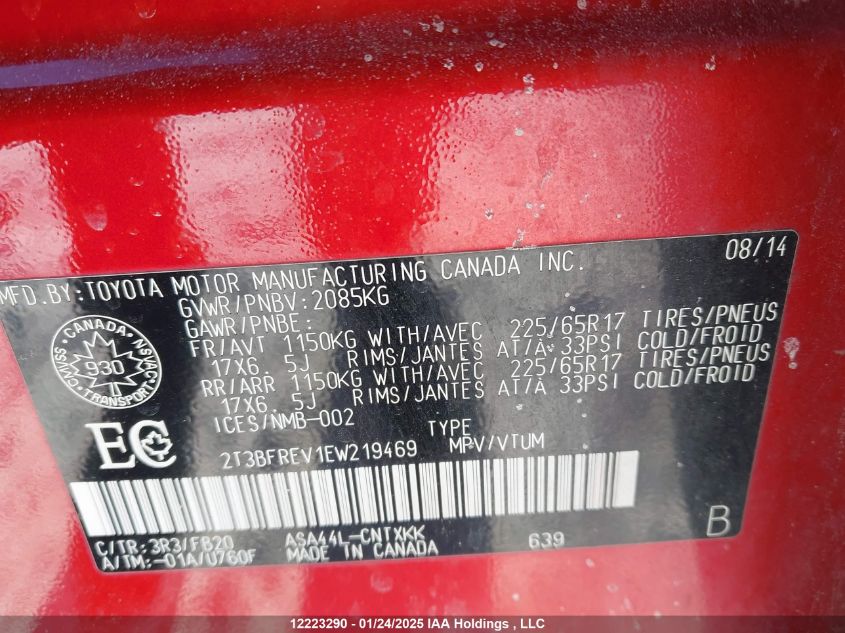 08/14
MFD.BY:TOYOTA MOTOR MANUFACTURING CANADA INC.
GVWR/PNBV:2085KG
GAWR/PNBE:
FR/AVT 1150KG WITH/AVEC 225/65R17 TIRES/PNEUS
17X6.5J RIMS/JANTES AT/À 33PSI COLD/FROID
RR/ARR 1150KG WITH/AVEC 225/65R17 TIRES/PNEUS
17X6.5J RIMS/JANTES AT/À 33PSI COLD/FROID
ICES/NMB-002
CANADA
930
TRANSPORT
CMVSS
NSVAC
EC
TYPE
2T3BFREV1EW219469 MPV/VTUM
C/TR:3R3/FB20 ASA44L-CNTXKK 639 B
A/TM:-01A/U760F MADE IN CANADA
12223290 - 01/24/2025 IAA Holdings , LLC